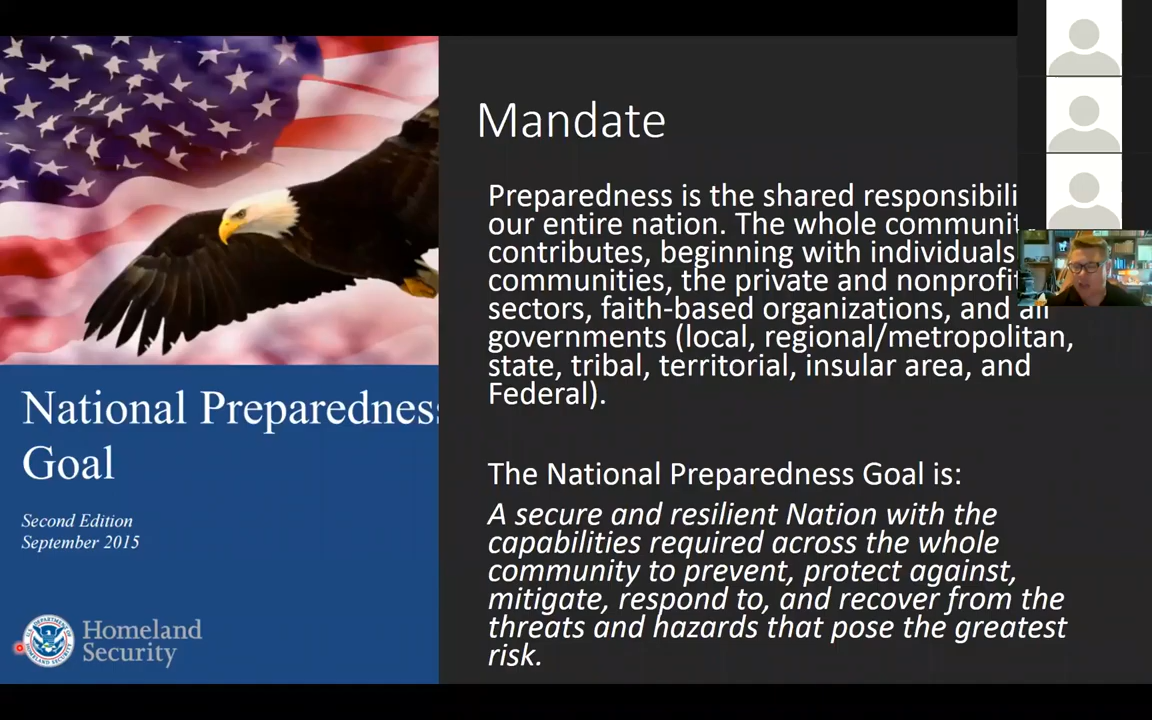 National Preparednes
Goal
Second Edition
September 2015
Homeland
Security
Mandate
Preparedness is the shared responsibili
our entire nation. The whole communit
contributes, beginning with individuals
communities, the private and nonprofit
sectors, faith-based organizations, and all
governments (local, regional/metropolitan,
state, tribal, territorial, insular area, and
Federal).
The National Preparedness Goal is:
A secure and resilient Nation with the
capabilities required across the whole
community to prevent, protect against,
mitigate, respond to, and recover from the
threats and hazards that pose the greatest
risk.